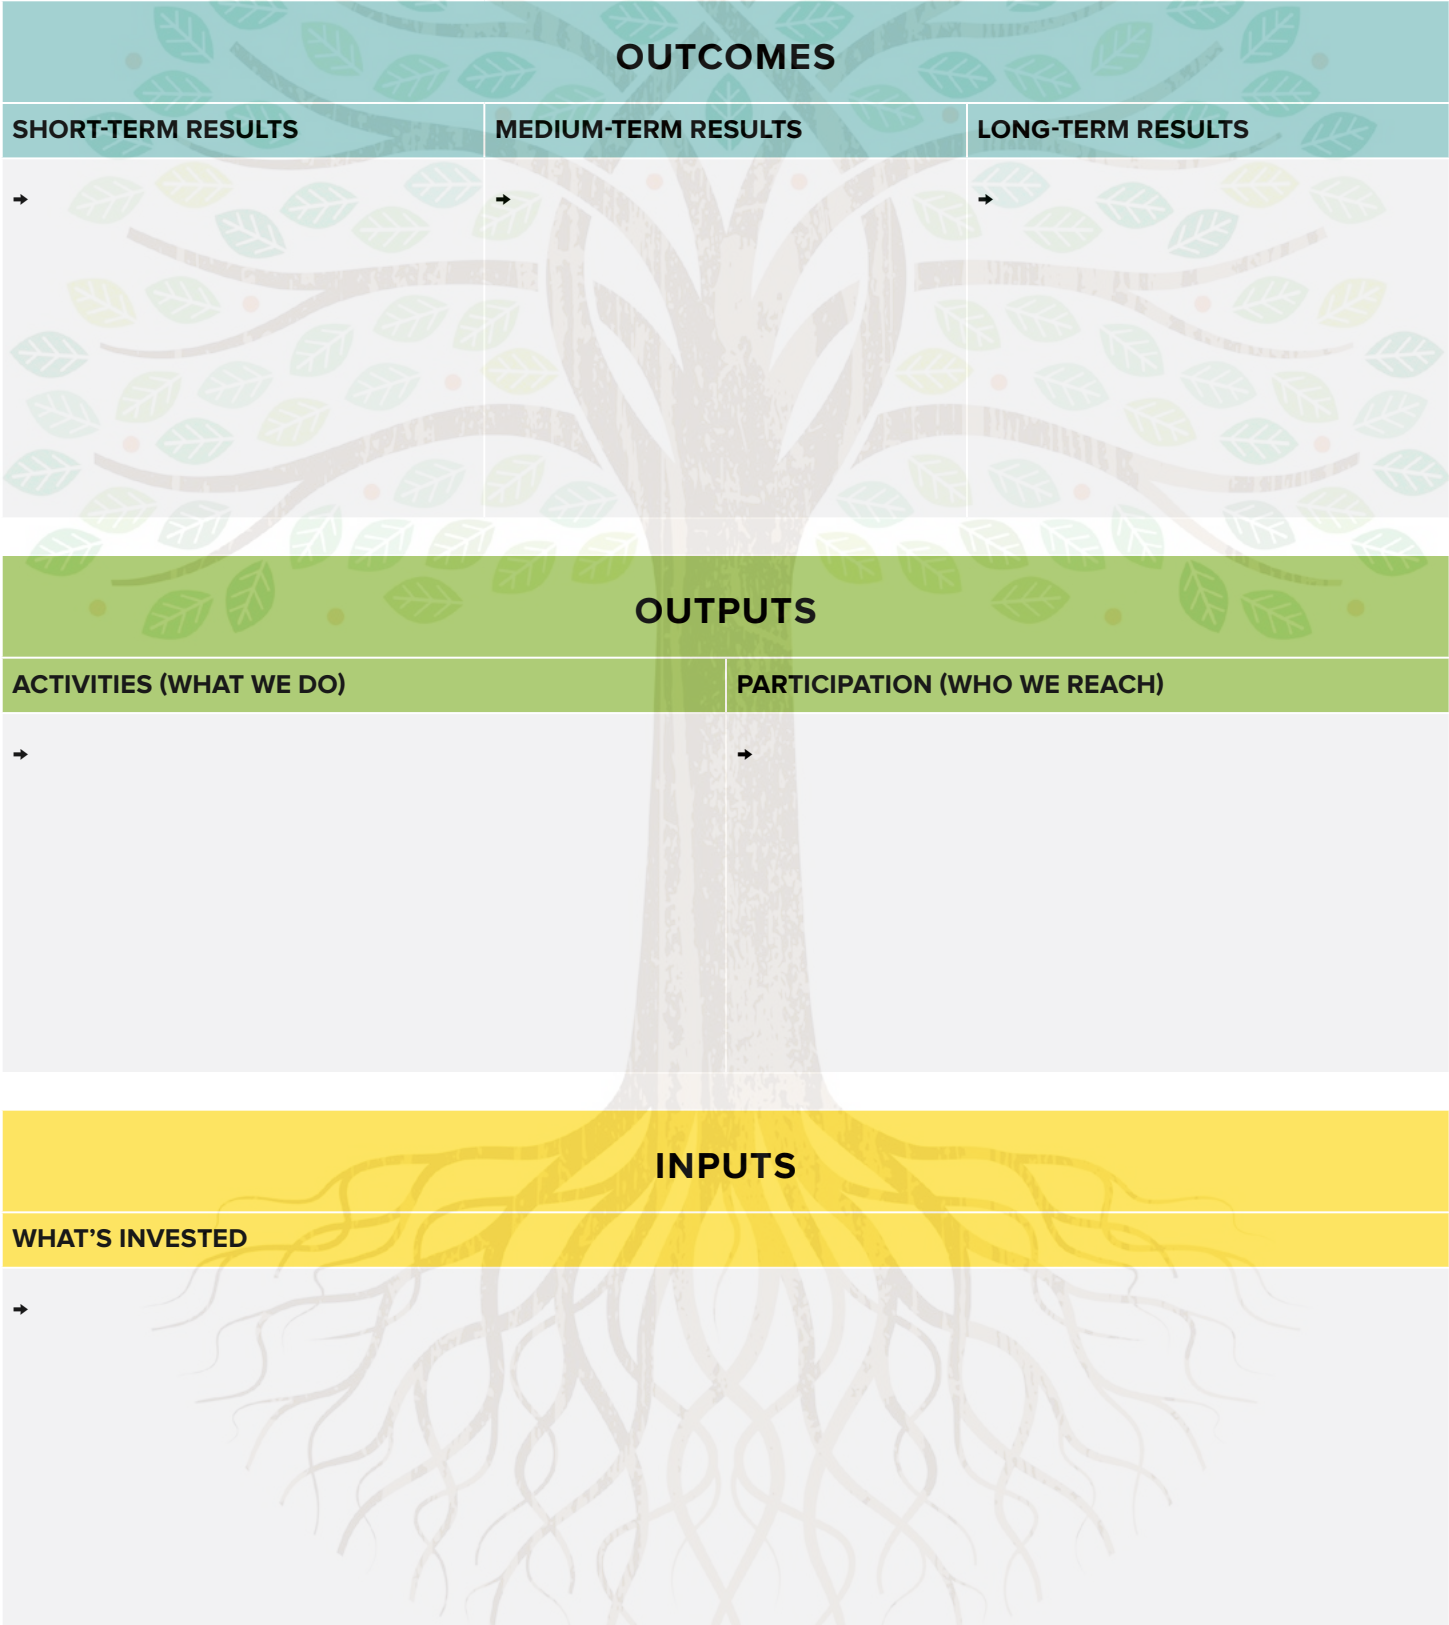 OUTCOMES
SHORT-TERM RESULTS
MEDIUM-TERM RESULTS
LONG-TERM RESULTS
➜
➜
➜
OUTPUTS
ACTIVITIES (WHAT WE DO)
PARTICIPATION (WHO WE REACH)
➜
➜
INPUTS
WHAT’S INVESTED
➜